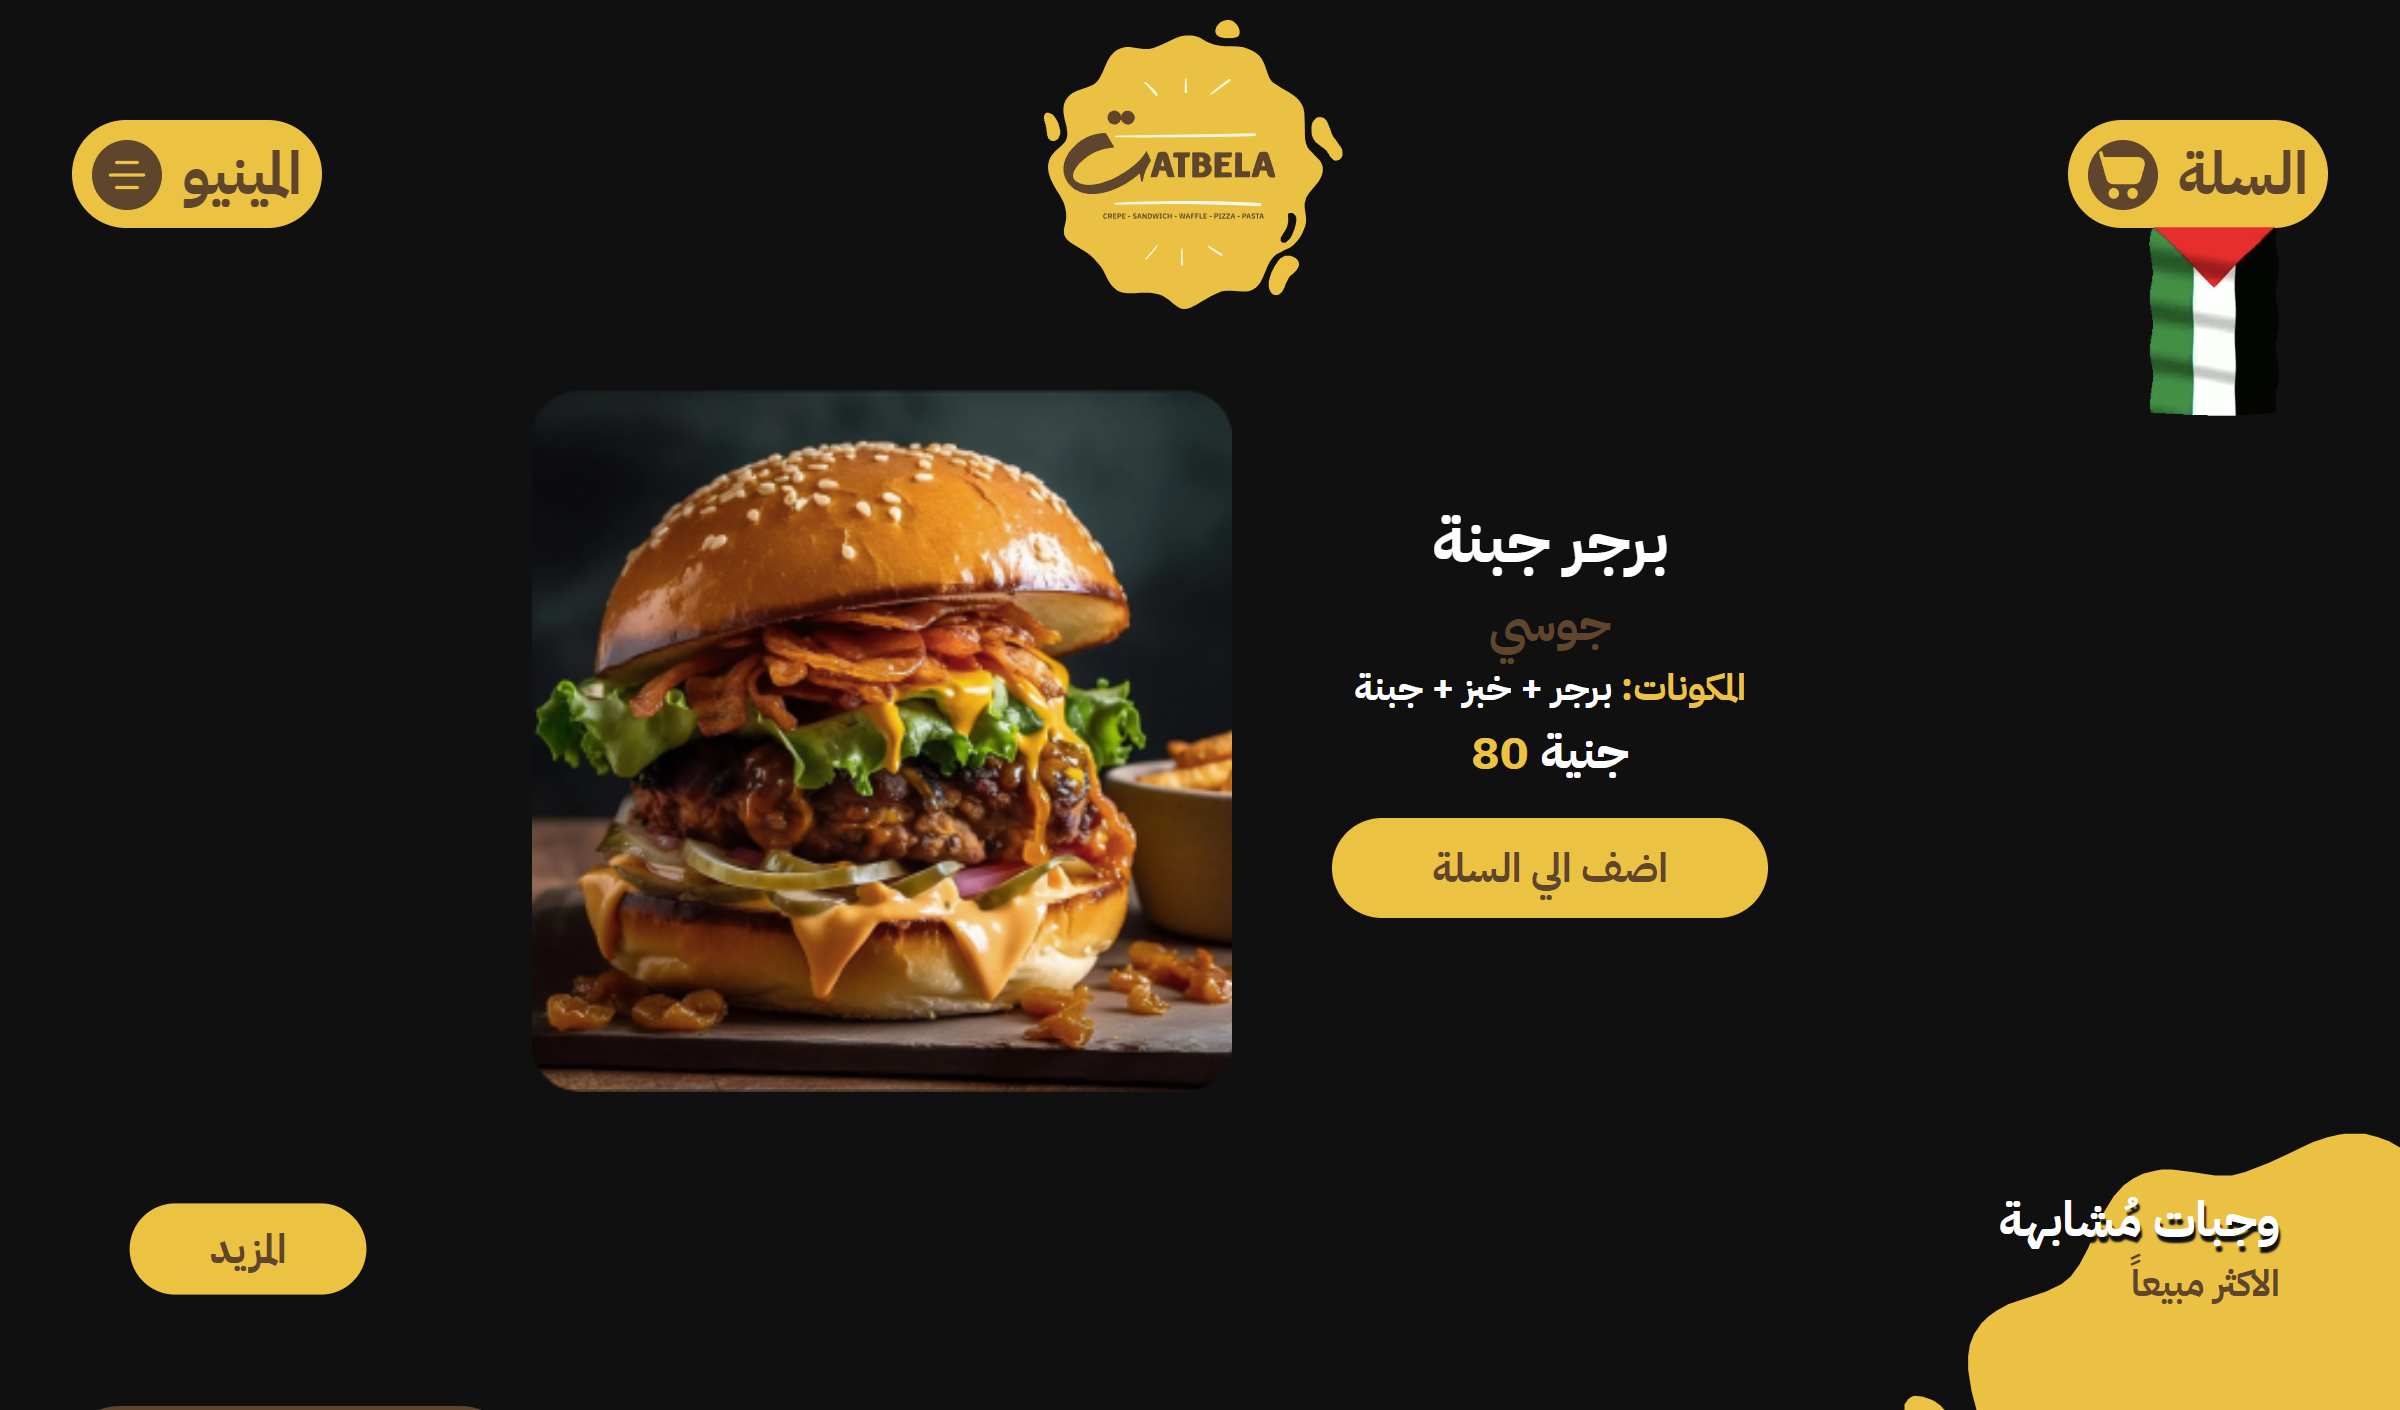 السلة
ت ATBELA
CREPE - SANDWICH - WAFFLE - PIZZA - PASTA
المينيو
برجر جبنة
جوسي
المكونات: برجر + خبز + جبنة
جنية 80
اضف الي السلة
وجبات مُشابهة
الاكثر مبيعاً
المزيد